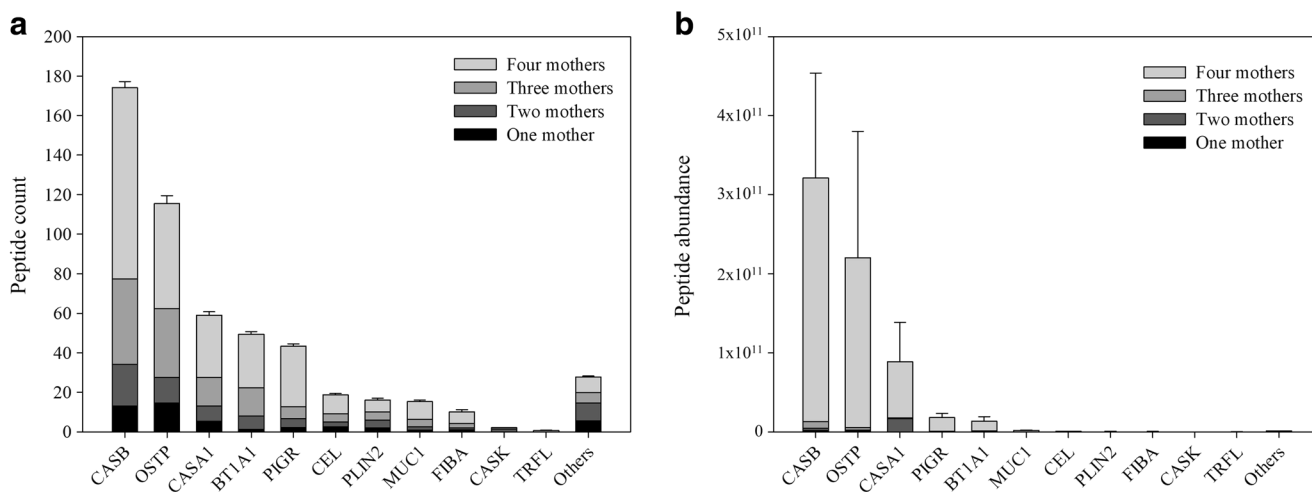 a
200
180
160
140
120
100
80
60
40
20
0
Peptide count
Four mothers
Three mothers
Two mothers
One mother
CASB
OSTP
CASA1
BT1A1
PIGR
CEL
PLIN2
MUC1
FIBA
CASK
TRFL
Others
b
5x10¹¹
4x10¹¹
3x10¹¹
2x10¹¹
1x10¹¹
0
Peptide abundance
Four mothers
Three mothers
Two mothers
One mother
CASB
OSTP
CASA1
PIGR
BT1A1
MUC1
CEL
PLIN2
FIBA
CASK
TRFL
Others